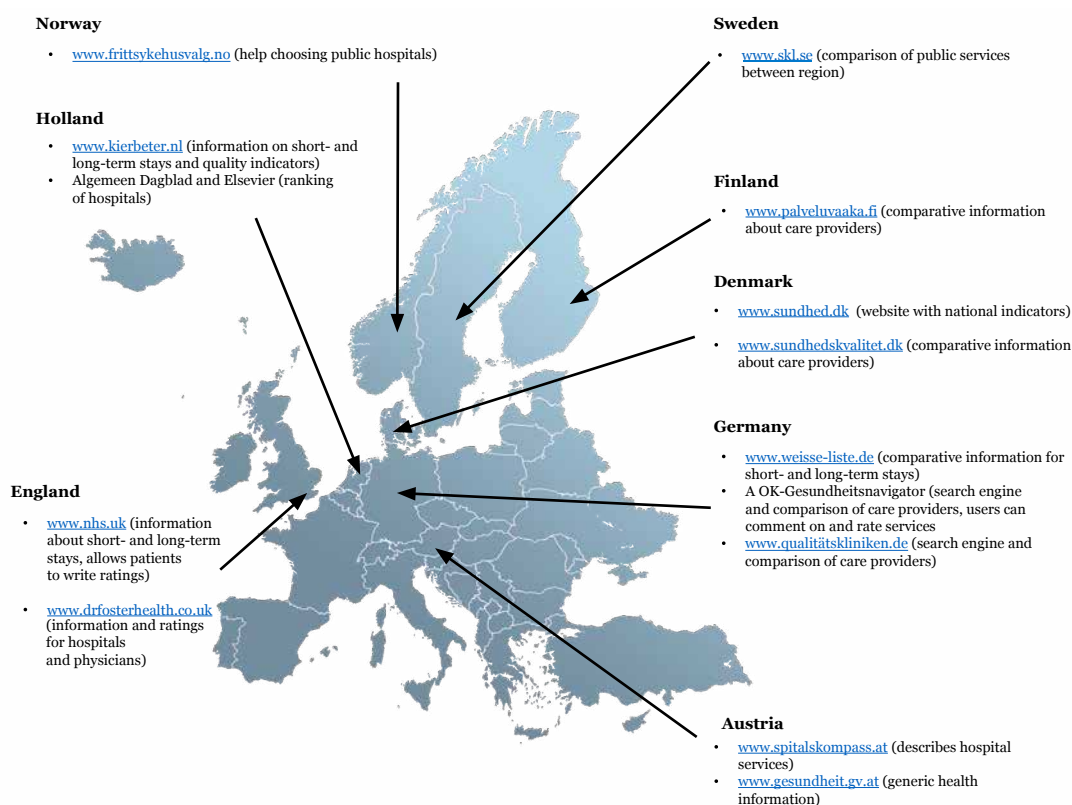 Norway
• www.frittsykehusvalg.no (help choosing public hospitals)
Holland
• www.kierbeter.nl (information on short- and
long-term stays and quality indicators)
• Algemeen Dagblad and Elsevier (ranking
of hospitals)
England
• www.nhs.uk (information
about short- and long-term
stays, allows patients
to write ratings)
• www.drfosterhealth.co.uk
(information and ratings
for hospitals
and physicians)
Sweden
• www.skl.se (comparison of public services
between region)
Finland
• www.palveluvaaka.fi (comparative information
about care providers)
Denmark
• www.sundhed.dk (website with national indicators)
• www.sundhedskvalitet.dk (comparative information
about care providers)
Germany
• www.weisse-liste.de (comparative information for
short- and long-term stays)
• A OK-Gesundheitsnavigator (search engine
and comparison of care providers, users can
comment on and rate services
• www.qualitätskliniken.de (search engine and
comparison of care providers)
Austria
• www.spitalskompass.at (describes hospital
services)
• www.gesundheit.gv.at (generic health
information)